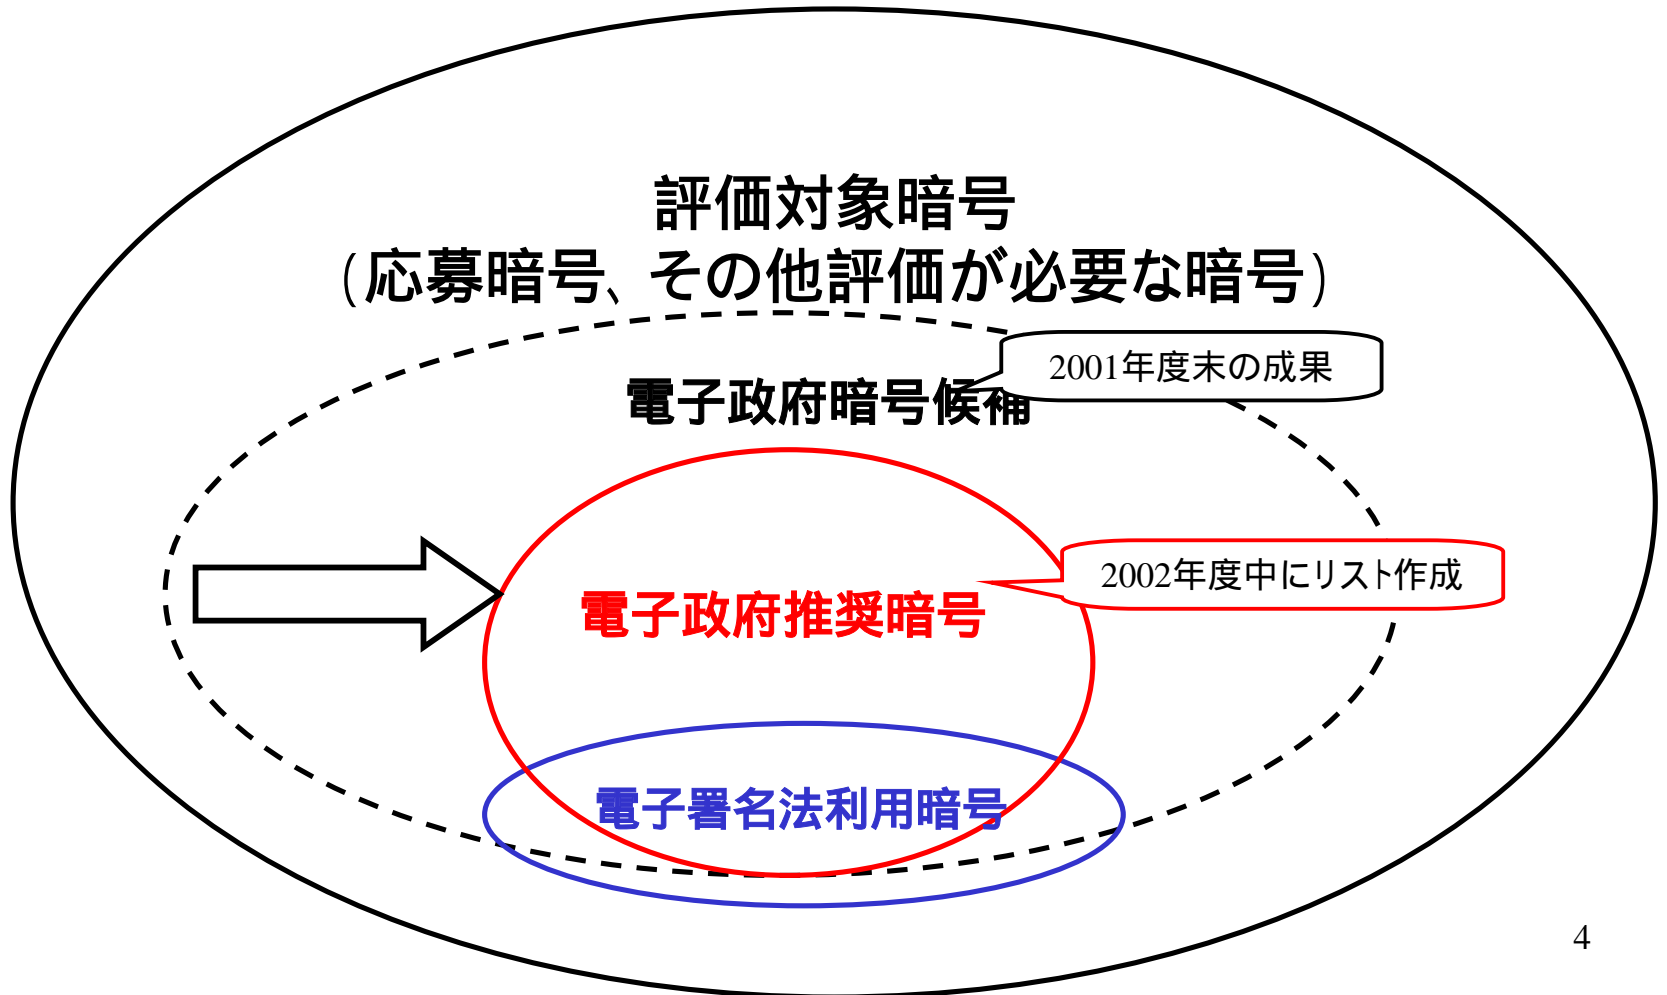 評価対象暗号
（応募暗号、その他評価が必要な暗号）
2001年度末の成果
電子政府暗号候補
2002年度中にリスト作成
電子政府推奨暗号
電子署名法利用暗号
4